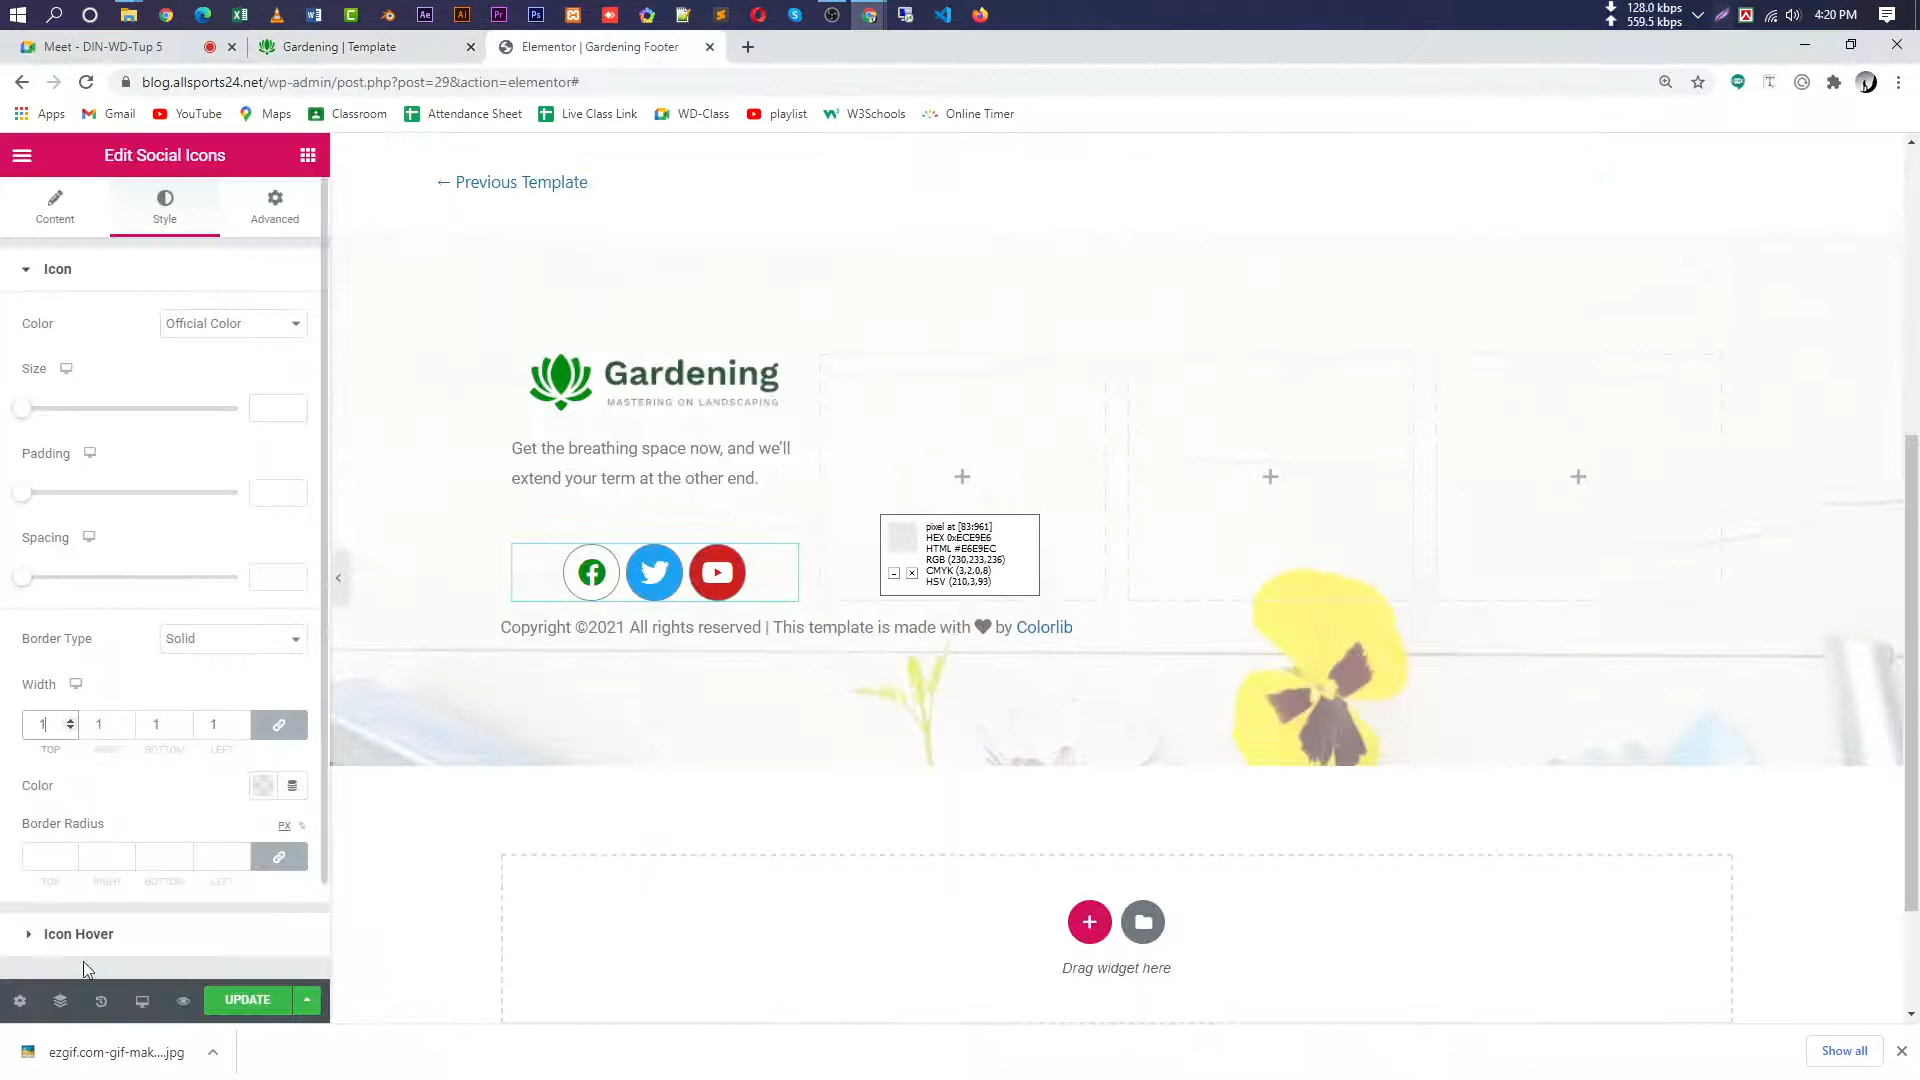 128.0 kbps
559.5 kbps
4:20 PM
Meet - DIN-WD-Tup 5
Gardening | Template
Elementor | Gardening Footer
blog.allsports24.net/wp-admin/post.php?post=29&action=elementor#
Apps
Gmail
YouTube
Maps
Classroom
Attendance Sheet
Live Class Link
WD-Class
playlist
W3Schools
Online Timer
Edit Social Icons
Content
Style
Advanced
Icon
Color
Official Color
Size
Padding
Spacing
Border Type
Solid
Width
1 1 1 1
TOP RIGHT BOTTOM LEFT
Color
Border Radius
PX %
TOP RIGHT BOTTOM LEFT
Icon Hover
UPDATE
← Previous Template
Gardening
MASTERING ON LANDSCAPING
Get the breathing space now, and we'll
extend your term at the other end.
pixel at [83:961]
HEX 0xECE9E6
HTML #E6E9EC
RGB (230,233,236)
CMYK (3,2,0,8)
HSV (210,3,93)
Copyright ©2021 All rights reserved | This template is made with ♥ by Colorlib
Drag widget here
ezgif.com-gif-mak....jpg
Show all